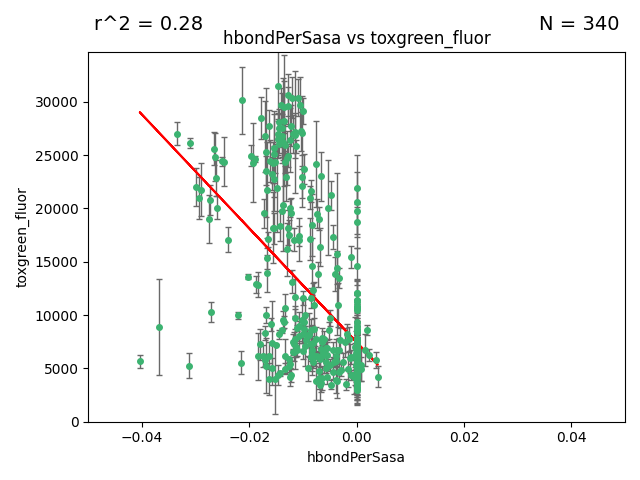 r^2 = 0.28
N = 340
hbondPerSasa vs toxgreen_fluor
toxgreen_fluor
30000
25000
20000
15000
10000
5000
0
−0.04
−0.02
0.00
0.02
0.04
hbondPerSasa